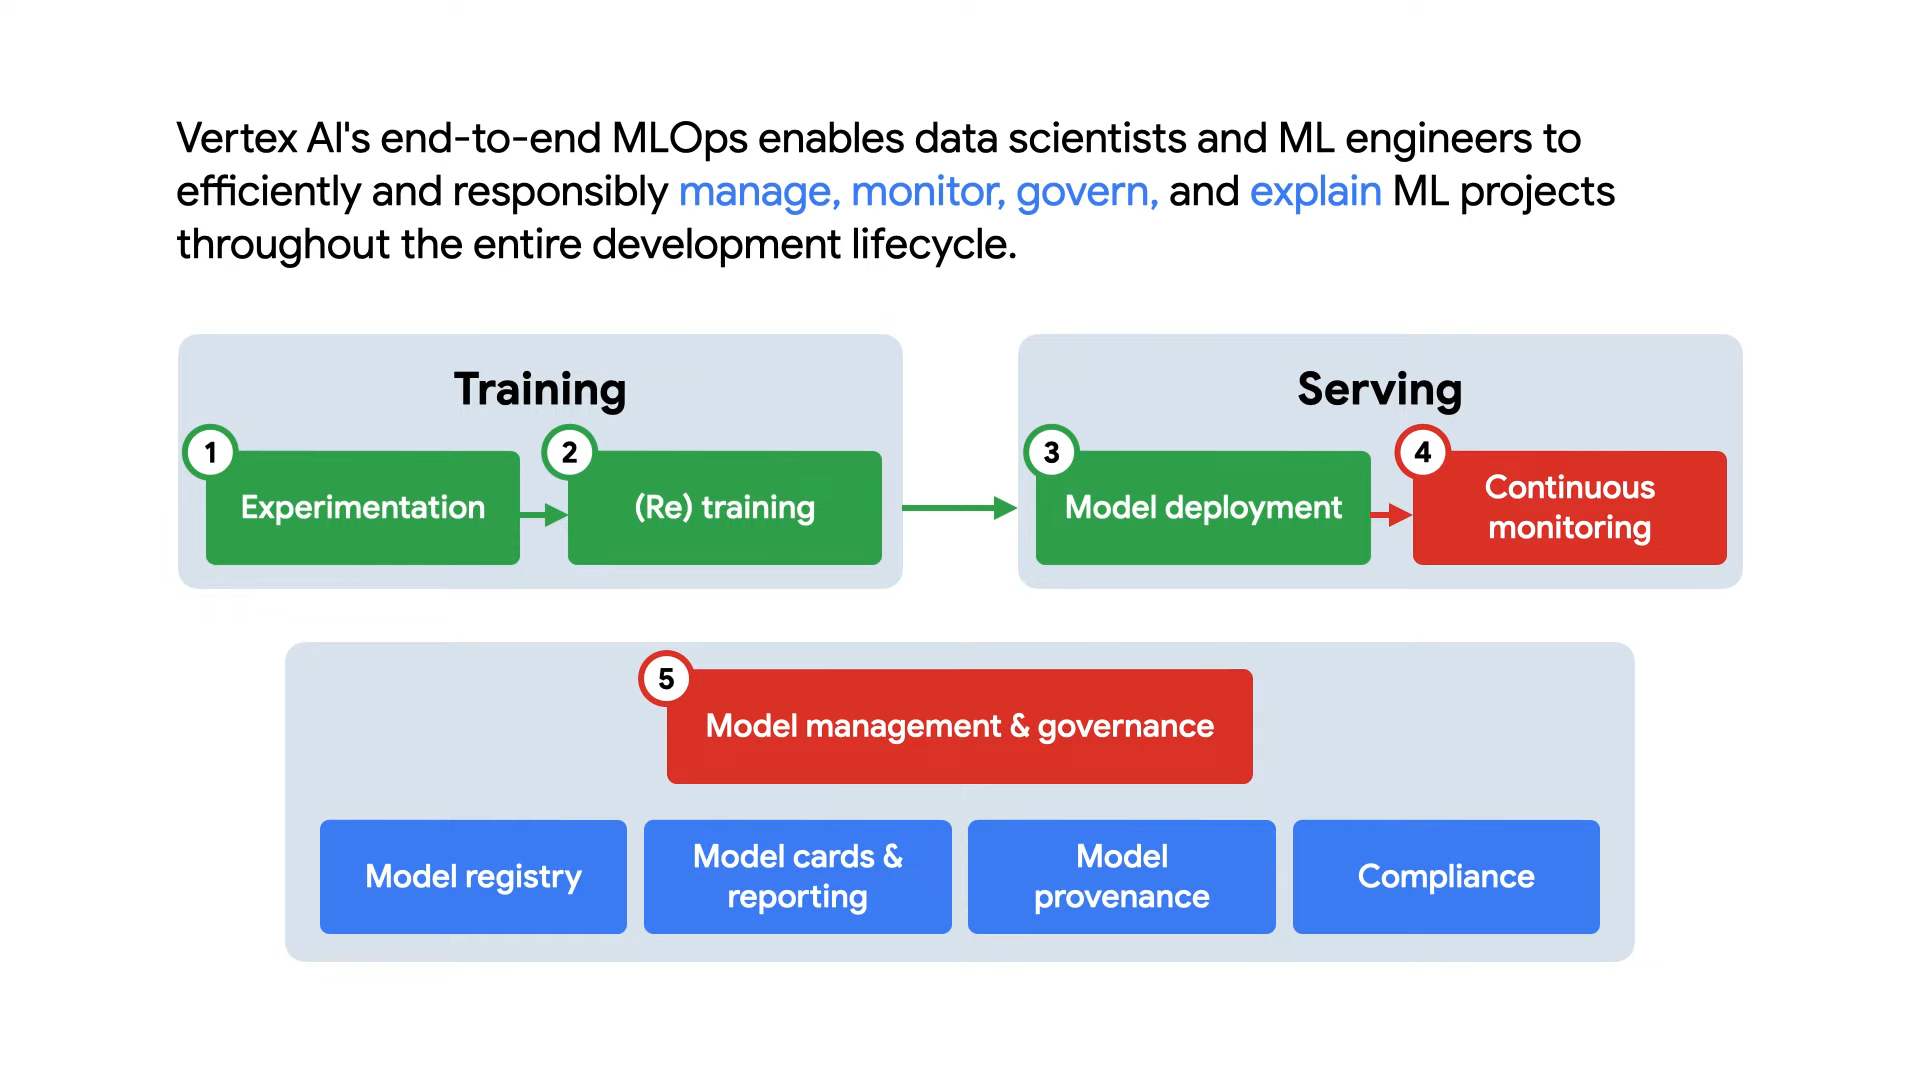 Vertex AI's end-to-end MLOps enables data scientists and ML engineers to
efficiently and responsibly manage, monitor, govern, and explain ML projects
throughout the entire development lifecycle.
Training
1
Experimentation
2
(Re) training
Serving
3
Model deployment
4
Continuous
monitoring
5
Model management & governance
Model registry
Model cards &
reporting
Model
provenance
Compliance